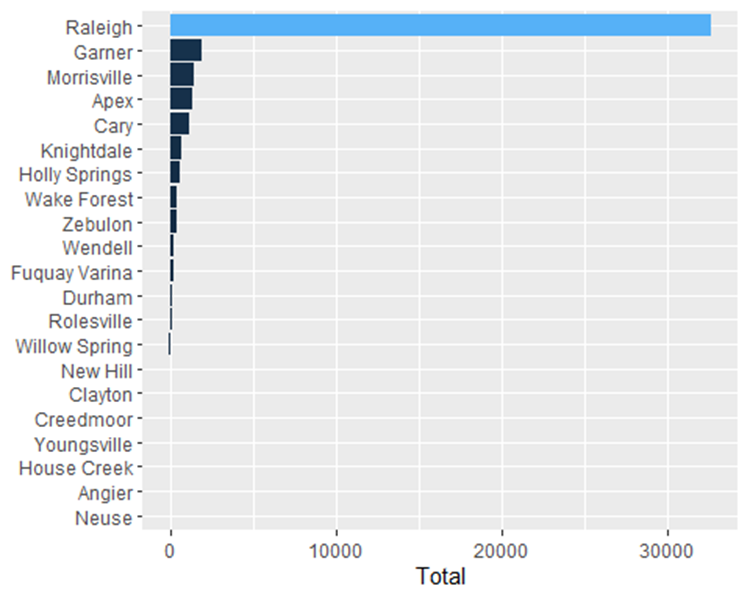 Raleigh
Garner
Morrisville
Apex
Cary
Knightdale
Holly Springs
Wake Forest
Zebulon
Wendell
Fuquay Varina
Durham
Rolesville
Willow Spring
New Hill
Clayton
Creedmoor
Youngsville
House Creek
Angier
Neuse
0 10000 20000 30000
Total